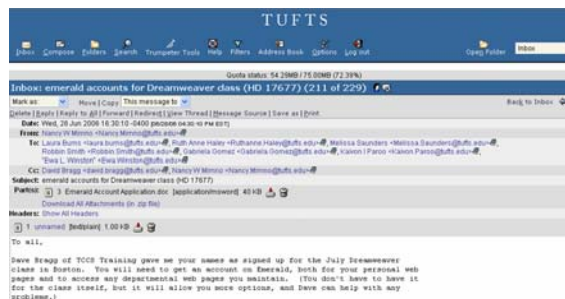 TUFTS
Inbox Compose Folders Search Trumpeter Tools Help Filters Address Book Options Log out Open Folder Inbox
Quota status: 54.29MB / 75.00MB (72.39%)
Inbox: emerald accounts for Dreamweaver class (HD 17677) (211 of 229)
Mark as: Move | Copy This message to Back to Inbox
Delete | Reply | Reply to All | Forward | Redirect | View Thread | Message Source | Save as | Print
Date: Wed, 28 Jun 2006 16:30:10 -0400
From: Nancy W Mimno <Nancy.Mimno@tufts.edu>
To: Laura Burns <laura.burns@tufts.edu>, Ruth Anne Haley <Ruthanne.Haley@tufts.edu>, Melissa Saunders <Melissa.Saunders@tufts.edu>,
Robbin Smith <Robbin.Smith@tufts.edu>, Gabriela Gomez <Gabriela.Gomez@tufts.edu>, Kaivon I Paroo <Kaivon.I.Paroo@tufts.edu>,
"Ewa L. Winston" <Ewa.Winston@tufts.edu>
Cc: David Bragg <david.bragg@tufts.edu>, Nancy W Mimno <Nancy.Mimno@tufts.edu>
Subject: emerald accounts for Dreamweaver class (HD 17677)
Part(s): 3 Emerald Account Application.doc [application/msword] 40 KB
Download All Attachments (in .zip file)
Headers: Show All Headers
1 unnamed [text/plain] 1.00 KB
To all,
Dave Bragg of TCCS Training gave me your names as signed up for the July Dreamweaver
class in Boston. You will need to get an account on Emerald, both for your personal web
pages and to access any departmental web pages you maintain. (You don't have to have it
for the class itself, but it will allow you more options, and Dave can help with any
problems.)